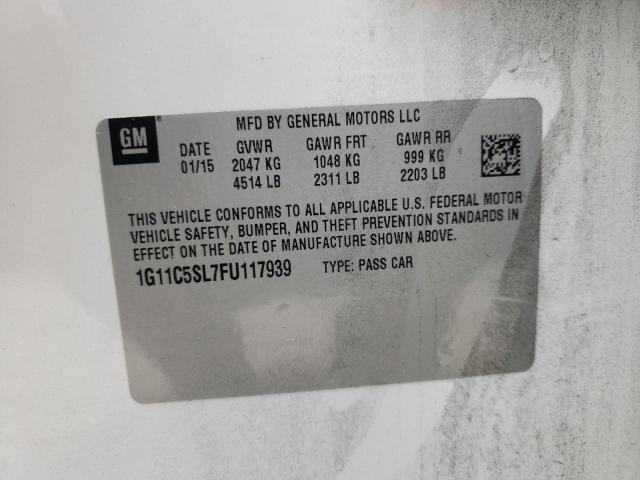 GM
MFD BY GENERAL MOTORS LLC
DATE GVWR GAWR FRT GAWR RR
01/15 2047 KG 1048 KG 999 KG
4514 LB 2311 LB 2203 LB
THIS VEHICLE CONFORMS TO ALL APPLICABLE U.S. FEDERAL MOTOR
VEHICLE SAFETY, BUMPER, AND THEFT PREVENTION STANDARDS IN
EFFECT ON THE DATE OF MANUFACTURE SHOWN ABOVE.
1G11C5SL7FU117939 TYPE: PASS CAR